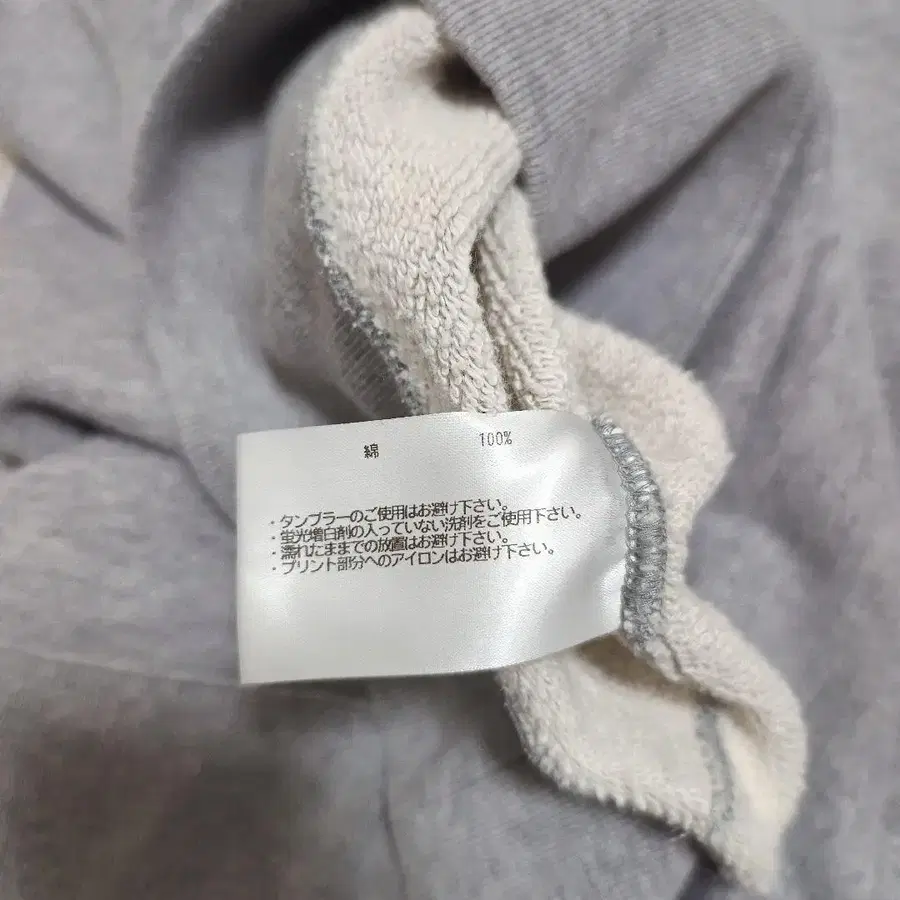 綿 100%
・タンブラーのご使用はお避け下さい。
・蛍光増白剤の入っていない洗剤をご使用下さい。
・濡れたままでの放置はお避け下さい。
・プリント部分へのアイロンはお避け下さい。